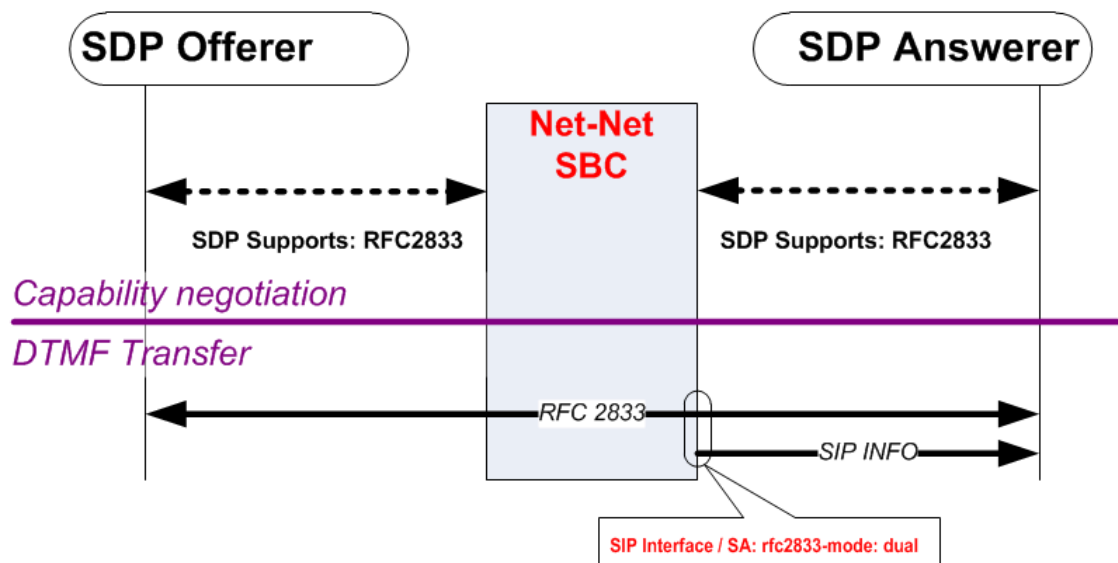 SDP Offerer
SDP Answerer
Net-Net
SBC
SDP Supports: RFC2833
SDP Supports: RFC2833
Capability negotiation
DTMF Transfer
RFC 2833
SIP INFO
SIP Interface / SA: rfc2833-mode: dual